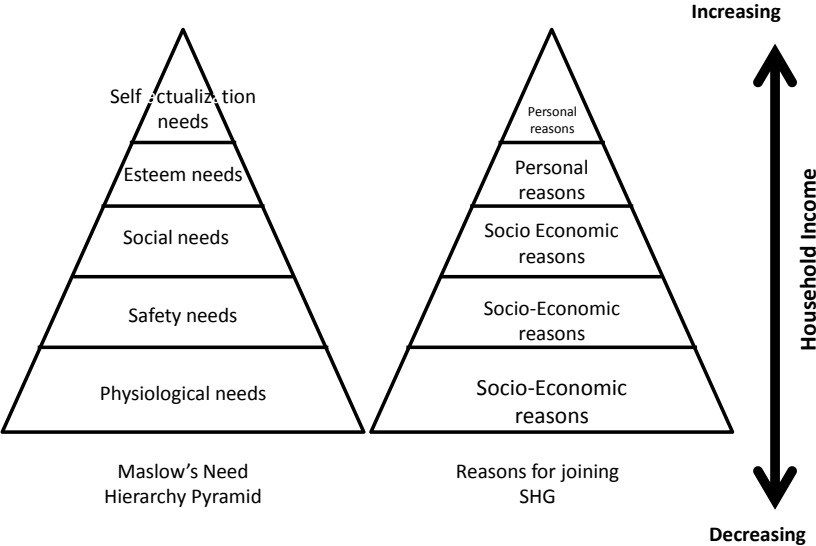 Increasing
Self actualization
needs
Esteem needs
Social needs
Safety needs
Physiological needs
Maslow's Need
Hierarchy Pyramid
Personal
reasons
Personal
reasons
Socio Economic
reasons
Socio-Economic
reasons
Socio-Economic
reasons
Reasons for joining
SHG
Household Income
Decreasing